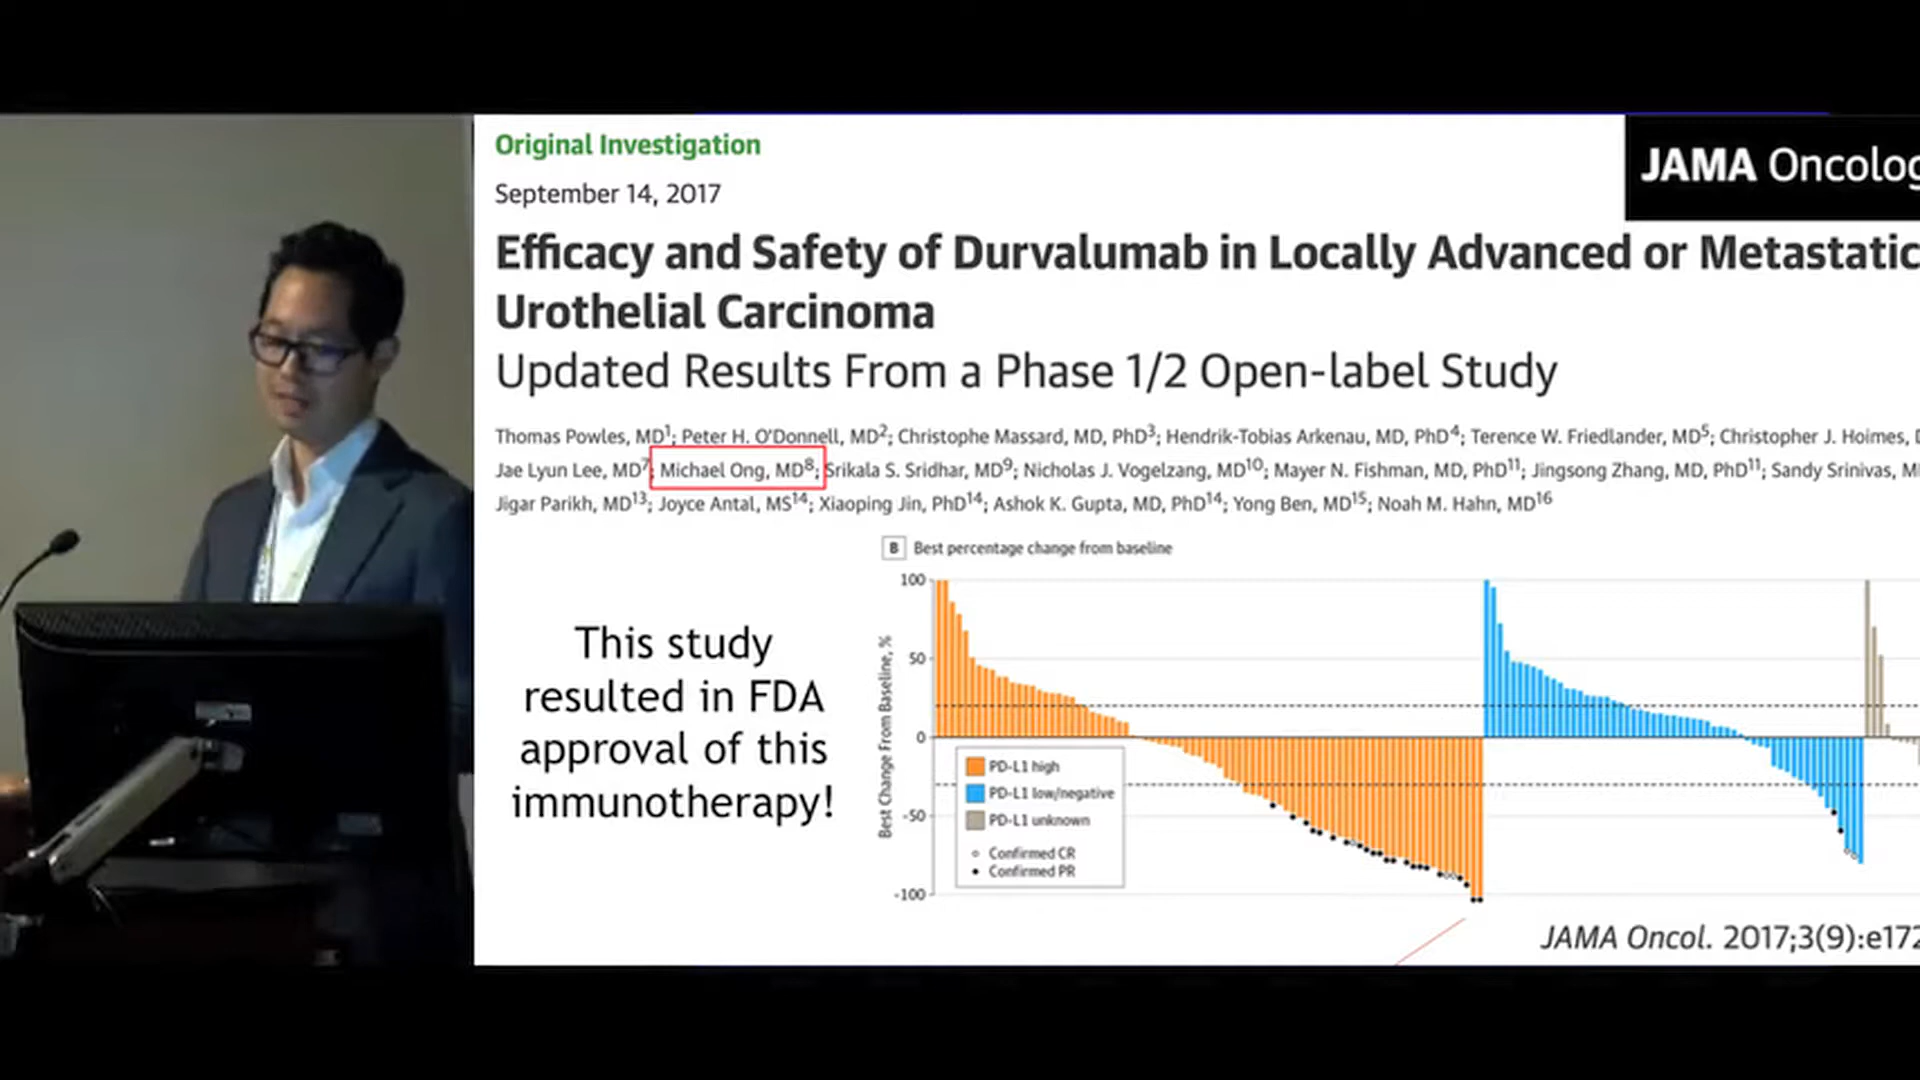 Original Investigation
JAMA Oncolog
September 14, 2017
Efficacy and Safety of Durvalumab in Locally Advanced or Metastatic
Urothelial Carcinoma
Updated Results From a Phase 1/2 Open-label Study
Thomas Powles, MD1; Peter H. O'Donnell, MD2; Christophe Massard, MD, PhD3; Hendrik-Tobias Arkenau, MD, PhD4; Terence W. Friedlander, MD5; Christopher J. Hoimes,
Jae Lyun Lee, MD7; Michael Ong, MD8; Srikala S. Sridhar, MD9; Nicholas J. Vogelzang, MD10; Mayer N. Fishman, MD, PhD11; Jingsong Zhang, MD, PhD11; Sandy Srinivas,
Jigar Parikh, MD13; Joyce Antal, MS14; Xiaoping Jin, PhD14; Ashok K. Gupta, MD, PhD14; Yong Ben, MD15; Noah M. Hahn, MD16
This study
resulted in FDA
approval of this
immunotherapy!
B Best percentage change from baseline
Best Change From Baseline, %
100
50
0
-50
-100
PD-L1 high
PD-L1 low/negative
PD-L1 unknown
Confirmed CR
Confirmed PR
JAMA Oncol. 2017;3(9):e172